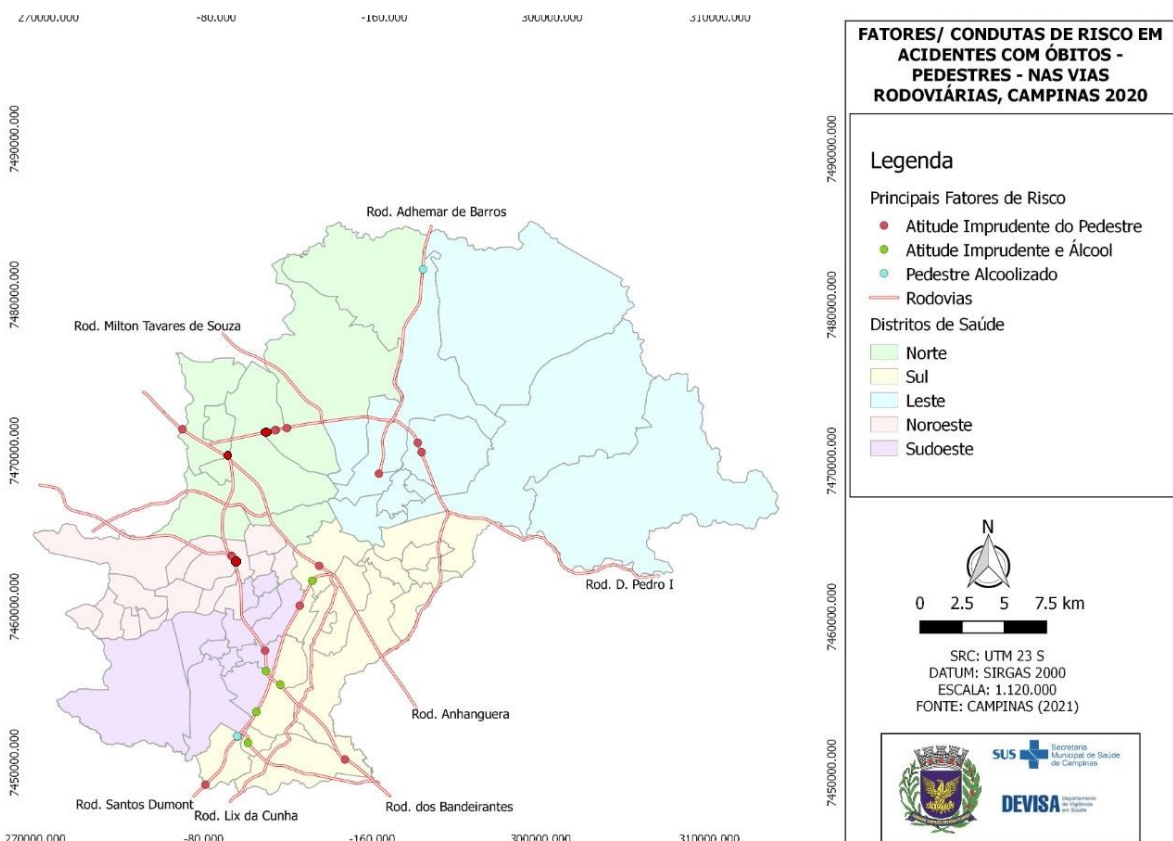 270000.000 -80.000 -160.000 300000.000 310000.000
FATORES/ CONDUTAS DE RISCO EM
ACIDENTES COM ÓBITOS -
PEDESTRES - NAS VIAS
RODOVIÁRIAS, CAMPINAS 2020
7490000.000
7480000.000
7470000.000
7460000.000
7450000.000
Rod. Adhemar de Barros
Rod. Milton Tavares de Souza
Rod. D. Pedro I
Rod. Anhanguera
Rod. Santos Dumont
Rod. Lix da Cunha
Rod. dos Bandeirantes
7490000.000
7480000.000
7470000.000
7460000.000
7450000.000
270000.000 -80.000 -160.000 300000.000 310000.000
Legenda
Principais Fatores de Risco
Atitude Imprudente do Pedestre
Atitude Imprudente e Álcool
Pedestre Alcoolizado
Rodovias
Distritos de Saúde
Norte
Sul
Leste
Noroeste
Sudoeste
N
0 2.5 5 7.5 km
SRC: UTM 23 S
DATUM: SIRGAS 2000
ESCALA: 1.120.000
FONTE: CAMPINAS (2021)
SUS
Secretaria
Municipal de Saúde
de Campinas
DEVISA
Departamento
de Vigilância
em Saúde